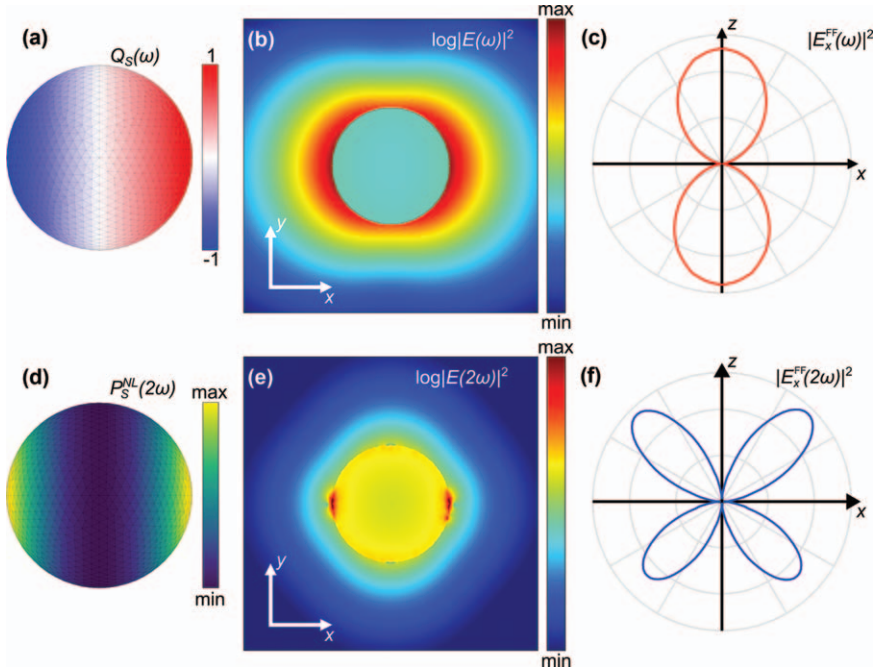 (a)
Q_S(ω)
1
-1
(b)
log|E(ω)|²
y
x
max
min
(c)
z
|E_x^FF(ω)|²
x
(d)
P_S^NL(2ω)
max
min
(e)
log|E(2ω)|²
y
x
max
min
(f)
z
|E_x^FF(2ω)|²
x